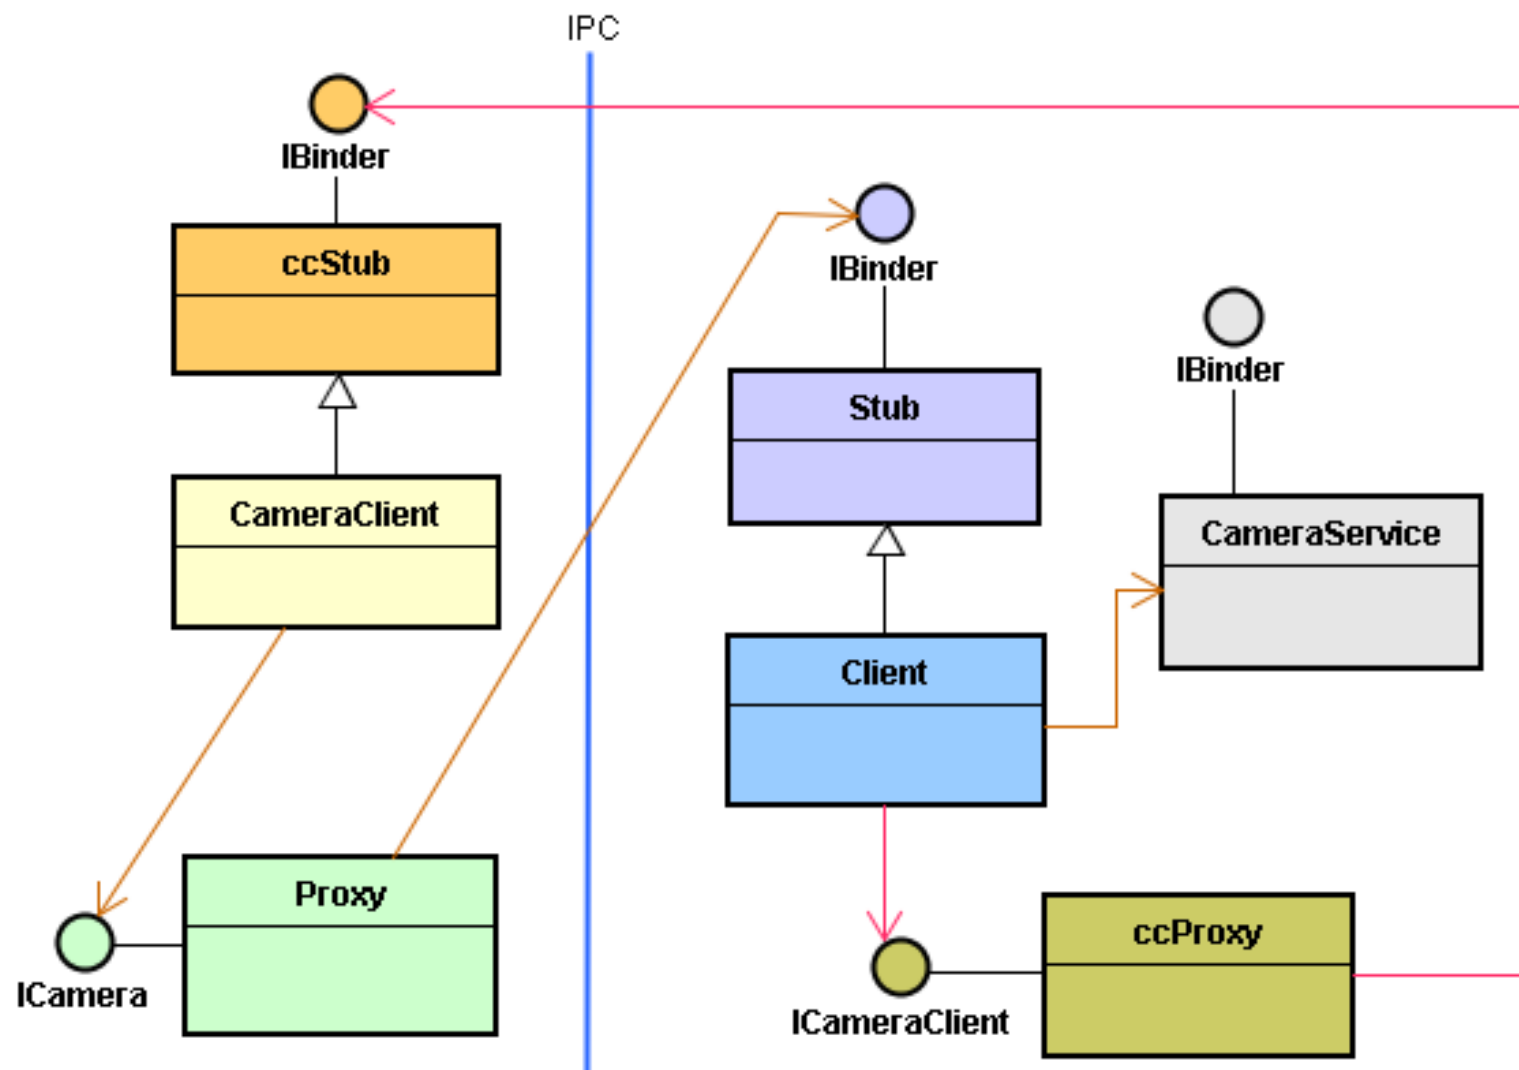 IPC
IBinder
ccStub
IBinder
Stub
IBinder
CameraClient
CameraService
Client
Proxy
ccProxy
ICamera
ICameraClient